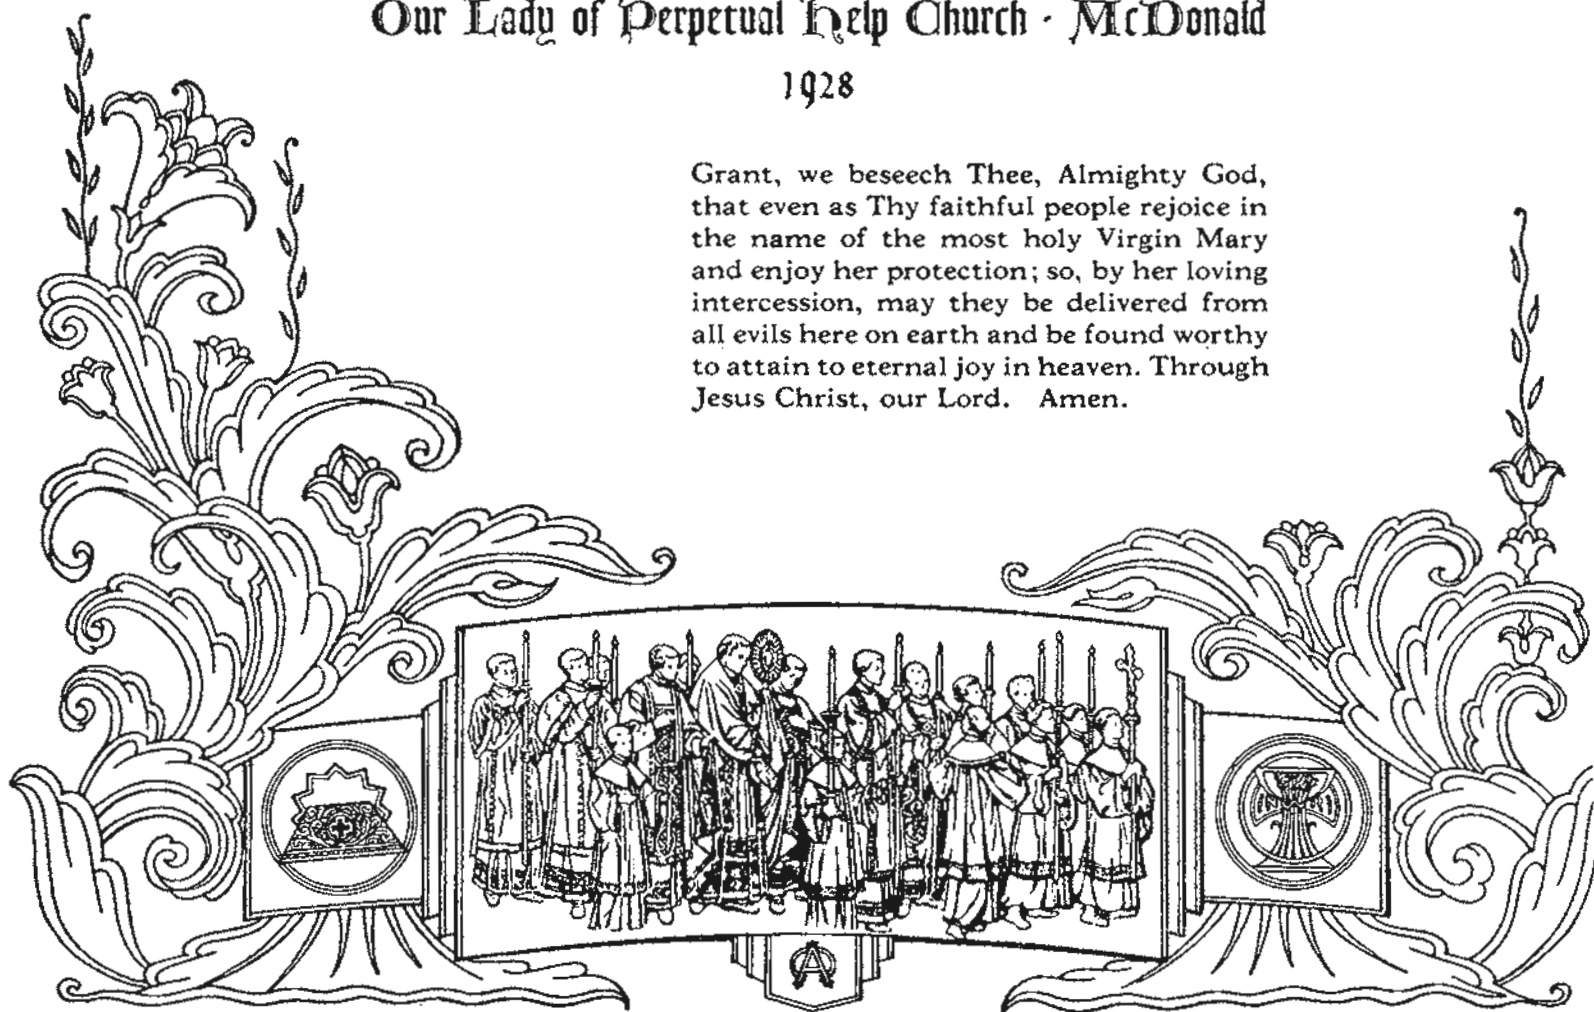 Our Lady of Perpetual Help Church · McDonald
1928
Grant, we beseech Thee, Almighty God,
that even as Thy faithful people rejoice in
the name of the most holy Virgin Mary
and enjoy her protection; so, by her loving
intercession, may they be delivered from
all evils here on earth and be found worthy
to attain to eternal joy in heaven. Through
Jesus Christ, our Lord. Amen.